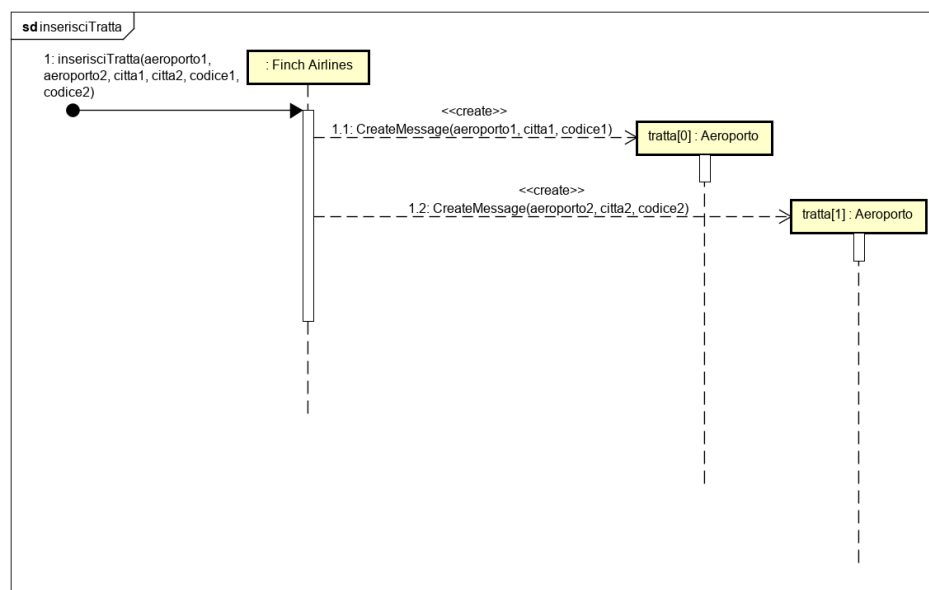 sd inserisciTratta
1: inserisciTratta(aeroporto1,
aeroporto2, citta1, citta2, codice1,
codice2)
: Finch Airlines
<<create>>
1.1: CreateMessage(aeroporto1, citta1, codice1)
tratta[0] : Aeroporto
<<create>>
1.2: CreateMessage(aeroporto2, citta2, codice2)
tratta[1] : Aeroporto